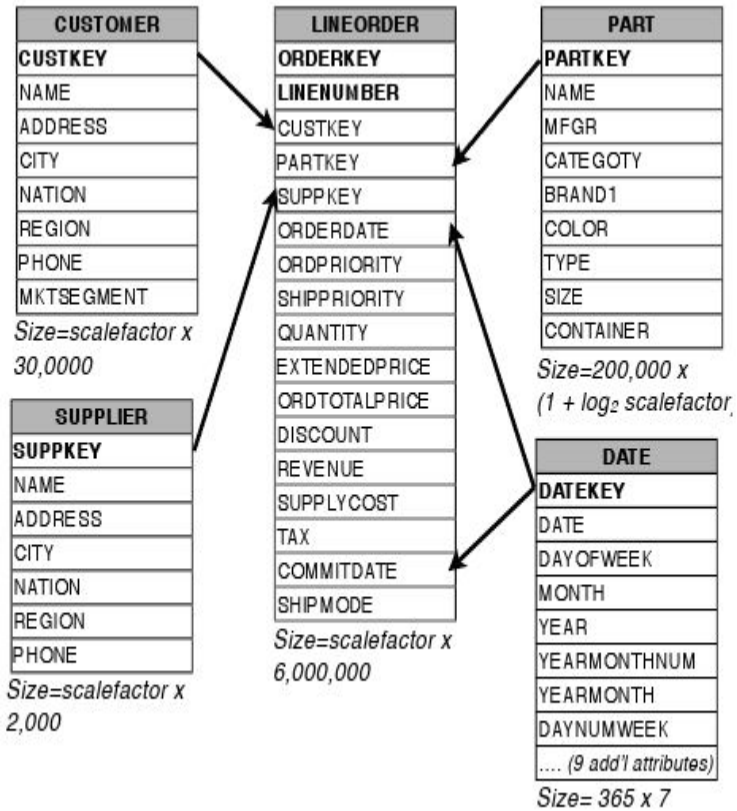 CUSTOMER
CUSTKEY
NAME
ADDRESS
CITY
NATION
REGION
PHONE
MKTSEGMENT
Size=scalefactor x
30,0000
SUPPLIER
SUPPKEY
NAME
ADDRESS
CITY
NATION
REGION
PHONE
Size=scalefactor x
2,000
LINEORDER
ORDERKEY
LINENUMBER
CUSTKEY
PARTKEY
SUPPKEY
ORDERDATE
ORDPRIORITY
SHIPPRIORITY
QUANTITY
EXTENDEDPRICE
ORDTOTALPRICE
DISCOUNT
REVENUE
SUPPLYCOST
TAX
COMMITDATE
SHIPMODE
Size=scalefactor x
6,000,000
PART
PARTKEY
NAME
MFGR
CATEGOTY
BRAND1
COLOR
TYPE
SIZE
CONTAINER
Size=200,000 x
(1 + log₂ scalefactor
DATE
DATEKEY
DATE
DAYOFWEEK
MONTH
YEAR
YEARMONTHNUM
YEARMONTH
DAYNUMWEEK
.... (9 add'l attributes)
Size= 365 x 7